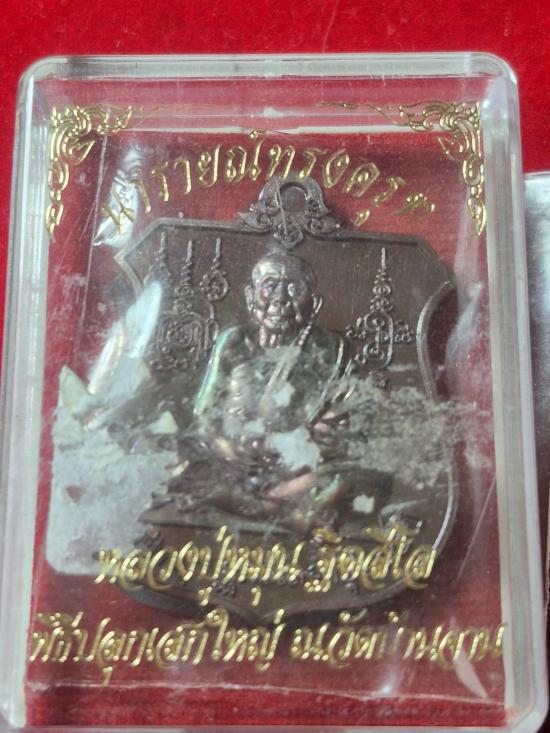 นารายณ์ทรงครุฑ
หลวงปู่หมุน ฐิตสีโล
พิธีปลุกเสกใหญ่ ณ วัดบ้านจาน